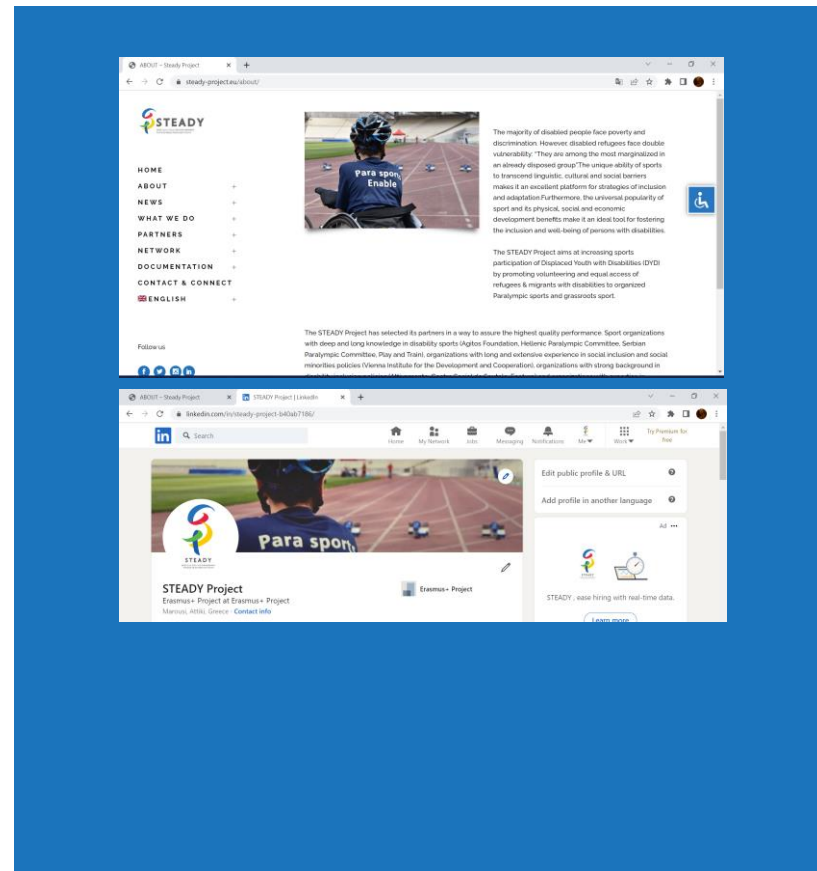 ABOUT – Steady Project
steady-project.eu/about/
STEADY
HOME
ABOUT +
NEWS +
WHAT WE DO +
PARTNERS +
NETWORK +
DOCUMENTATION +
CONTACT & CONNECT
ENGLISH +
Follow us
Para sport
Enable
The majority of disabled people face poverty and
discrimination. However, disabled refugees face double
vulnerability: "They are among the most marginalized in
an already disposed group".The unique ability of sports
to transcend linguistic, cultural and social barriers
makes it an excellent platform for strategies of inclusion
and adaptation.Furthermore, the universal popularity of
sport and its physical, social and economic
development benefits make it an ideal tool for fostering
the inclusion and well-being of persons with disabilities.
The STEADY Project aims at increasing sports
participation of Displaced Youth with Disabilities (DYD)
by promoting volunteering and equal access of
refugees & migrants with disabilities to organized
Paralympic sports and grassroots sport.
The STEADY Project has selected its partners in a way to assure the highest quality performance. Sport organizations
with deep and long knowledge in disability sports (Agitos Foundation, Hellenic Paralympic Committee, Serbian
Paralympic Committee, Play and Train), organizations with long and extensive experience in social inclusion and social
minorities policies (Vienna Institute for the Development and Cooperation), organizations with strong background in
ABOUT – Steady Project
STEADY Project | LinkedIn
linkedin.com/in/steady-project-b40ab7186/
in
Search
Home
My Network
Jobs
Messaging
Notifications
Me
Work
Try Premium for
free
Para sport
STEADY
STEADY Project
Erasmus+ Project at Erasmus+ Project
Marousi, Attiki, Greece · Contact info
Erasmus+ Project
Edit public profile & URL
Add profile in another language
Ad
STEADY , ease hiring with real-time data.
Learn more